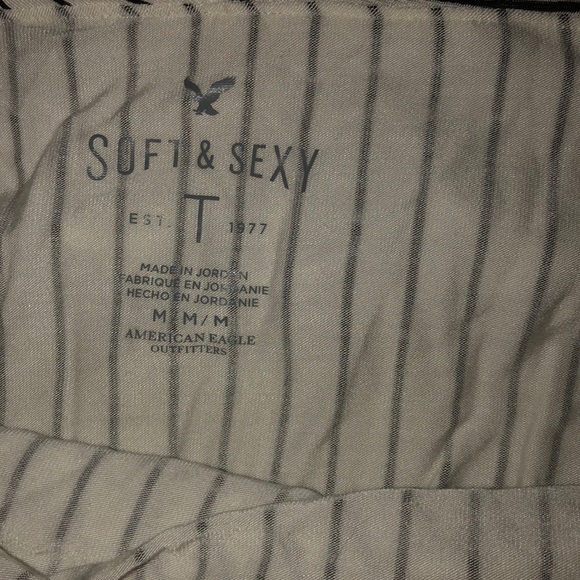 SOFT & SEXY
EST. T 1977
MADE IN JORDAN
FABRIQUE EN JORDANIE
HECHO EN JORDANIE
M / M / M
AMERICAN EAGLE
OUTFITTERS